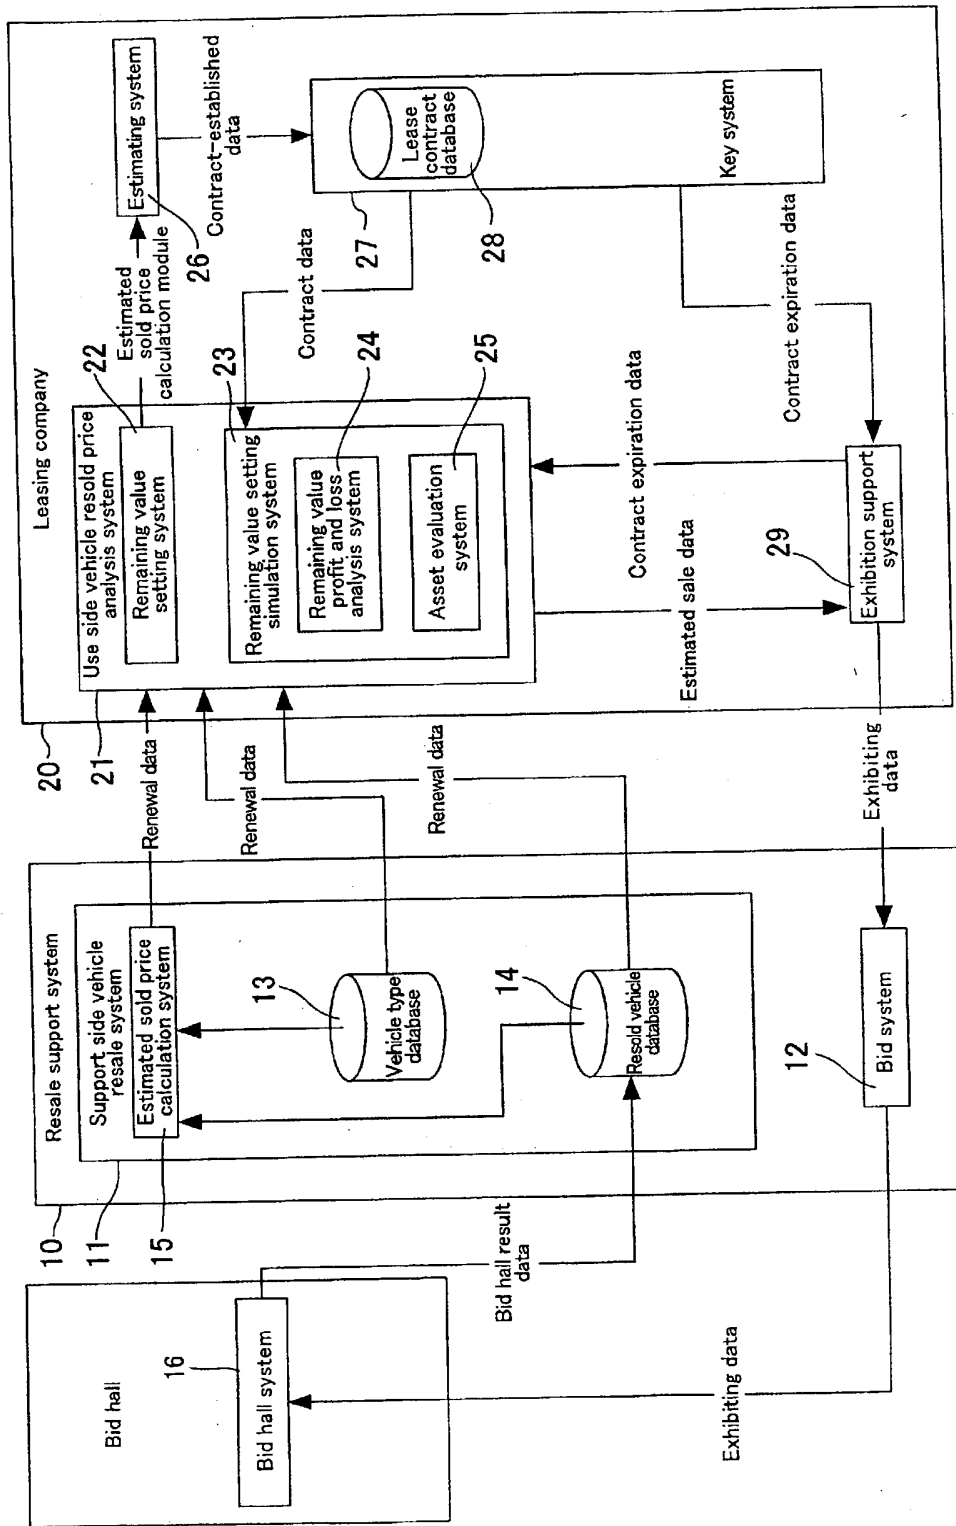 Bid hall
16
Bid hall system
Bid hall result
data
Exhibiting data
10
Resale support system
11
Support side vehicle
resale system
15
Estimated sold price
calculation system
13
Vehicle type
database
14
Resold vehicle
database
12
Bid system
Renewal data
Renewal data
Renewal data
Exhibiting
data
20
Leasing company
21
Use side vehicle resold price
analysis system
22
Remaining value
setting system
23
Remaining value setting
simulation system
24
Remaining value
profit and loss
analysis system
25
Asset evaluation
system
Estimated
sold price
calculation module
26
Estimating system
Contract-established
data
27
28
Lease
contract
database
Key system
Contract data
Contract expiration data
Contract expiration data
Estimated sale data
29
Exhibition support
system